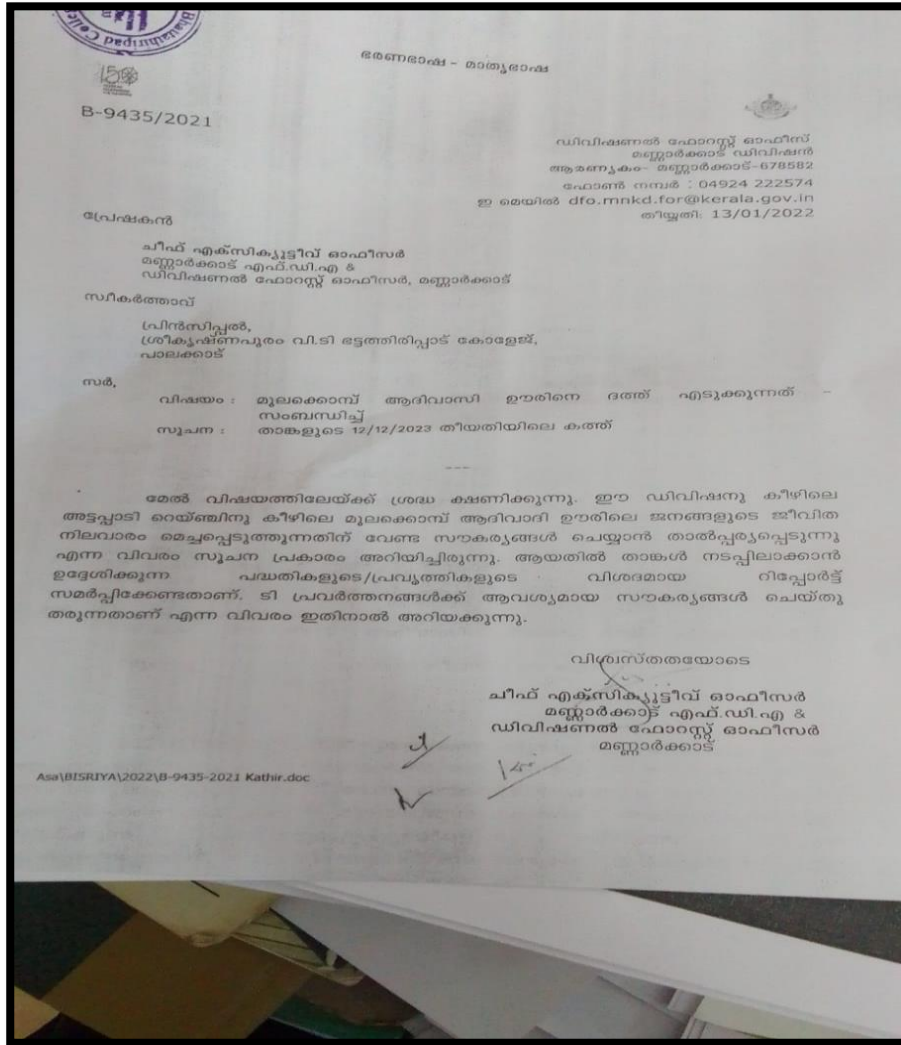 Bhattathiripad College
ഭരണഭാഷ – മാതൃഭാഷ
150
B-9435/2021
ഡിവിഷണൽ ഫോറസ്റ്റ് ഓഫീസ്
മണ്ണാർക്കാട് ഡിവിഷൻ
ആരണ്യകം- മണ്ണാർക്കാട്-678582
ഫോൺ നമ്പർ : 04924 222574
ഇ മെയിൽ dfo.mnkd.for@kerala.gov.in
തിയ്യതി: 13/01/2022
പ്രേഷകൻ
ചീഫ് എക്സിക്യൂട്ടീവ് ഓഫീസർ
മണ്ണാർക്കാട് എഫ്.ഡി.എ &
ഡിവിഷണൽ ഫോറസ്റ്റ് ഓഫീസർ, മണ്ണാർക്കാട്
സ്വീകർത്താവ്
പ്രിൻസിപ്പൽ,
ശ്രീകൃഷ്ണപുരം വി.ടി ഭട്ടത്തിരിപ്പാട് കോളേജ്,
പാലക്കാട്
സർ,
വിഷയം : മൂലക്കൊമ്പ് ആദിവാസി ഊരിനെ ദത്ത് എടുക്കുന്നത് –
സംബന്ധിച്ച്
സൂചന : താങ്കളുടെ 12/12/2023 തീയതിയിലെ കത്ത്
---
മേൽ വിഷയത്തിലേയ്ക്ക് ശ്രദ്ധ ക്ഷണിക്കുന്നു. ഈ ഡിവിഷനു കീഴിലെ
അട്ടപ്പാടി റെയ്ഞ്ചിനു കീഴിലെ മൂലക്കൊമ്പ് ആദിവാദി ഊരിലെ ജനങ്ങളുടെ ജീവിത
നിലവാരം മെച്ചപ്പെടുത്തുന്നതിന് വേണ്ട സൗകര്യങ്ങൾ ചെയ്യാൻ താൽപ്പര്യപ്പെടുന്നു
എന്ന വിവരം സൂചന പ്രകാരം അറിയിച്ചിരുന്നു. ആയതിൽ താങ്കൾ നടപ്പിലാക്കാൻ
ഉദ്ദേശിക്കുന്ന പദ്ധതികളുടെ/പ്രവൃത്തികളുടെ വിശദമായ റിപ്പോർട്ട്
സമർപ്പിക്കേണ്ടതാണ്. ടി പ്രവർത്തനങ്ങൾക്ക് ആവശ്യമായ സൗകര്യങ്ങൾ ചെയ്തു
തരുന്നതാണ് എന്ന വിവരം ഇതിനാൽ അറിയക്കുന്നു.
വിശ്വസ്തതയോടെ
ചീഫ് എക്സിക്യൂട്ടീവ് ഓഫീസർ
മണ്ണാർക്കാട് എഫ്.ഡി.എ &
ഡിവിഷണൽ ഫോറസ്റ്റ് ഓഫീസർ
മണ്ണാർക്കാട്
Asa\BISRIYA\2022\B-9435-2021 Kathir.doc